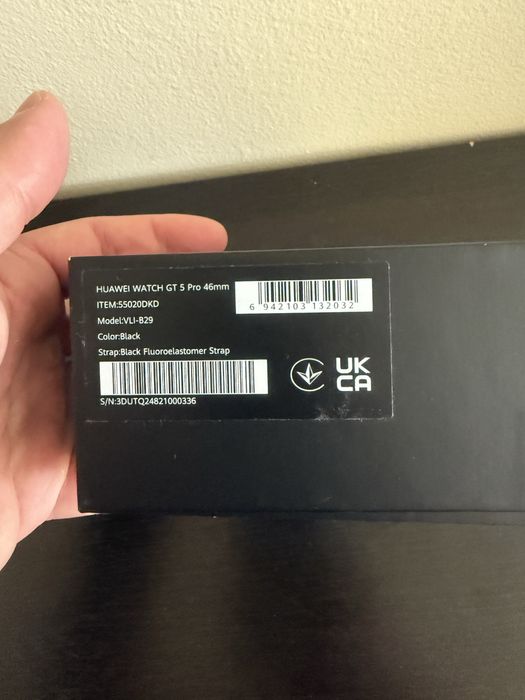 HUAWEI WATCH GT 5 Pro 46mm
ITEM:55020DKD
Model:VLI-B29
Color:Black
Strap:Black Fluoroelastomer Strap
S/N:3DUTQ24821000336
6 942103 132032
UK
CA